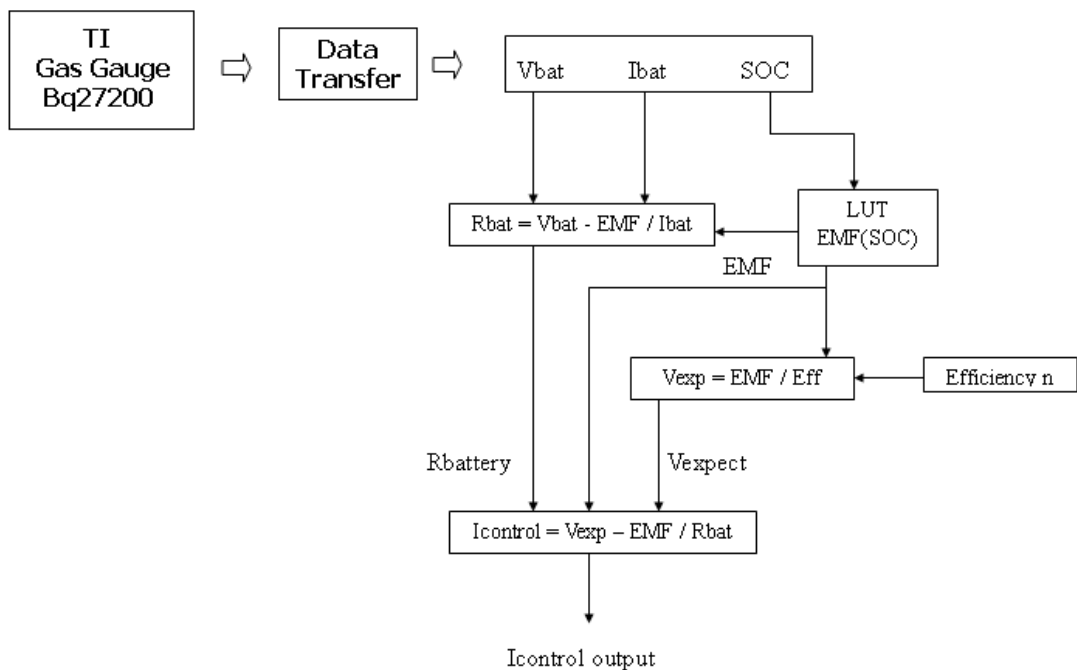 TI
Gas Gauge
Bq27200
Data
Transfer
Vbat Ibat SOC
Rbat = Vbat - EMF / Ibat
LUT
EMF(SOC)
EMF
Vexp = EMF / Eff
Efficiency n
Rbattery
Vexpect
Icontrol = Vexp – EMF / Rbat
Icontrol output